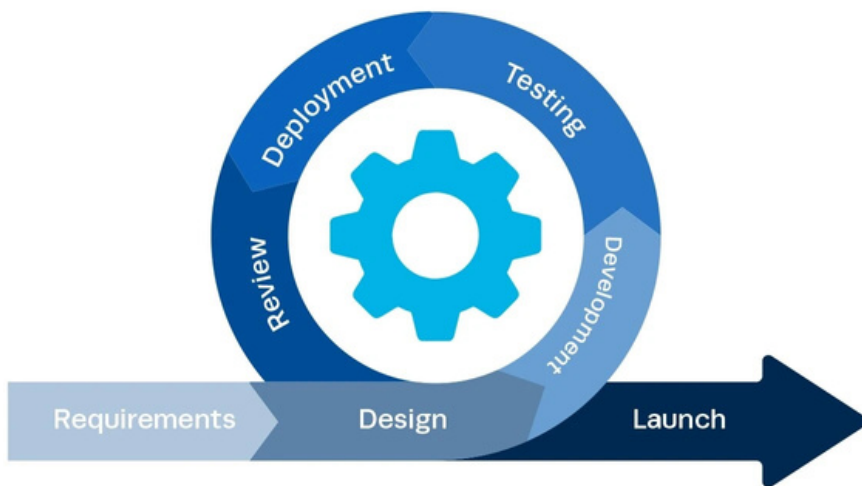 Deployment
Testing
Review
Development
Requirements
Design
Launch